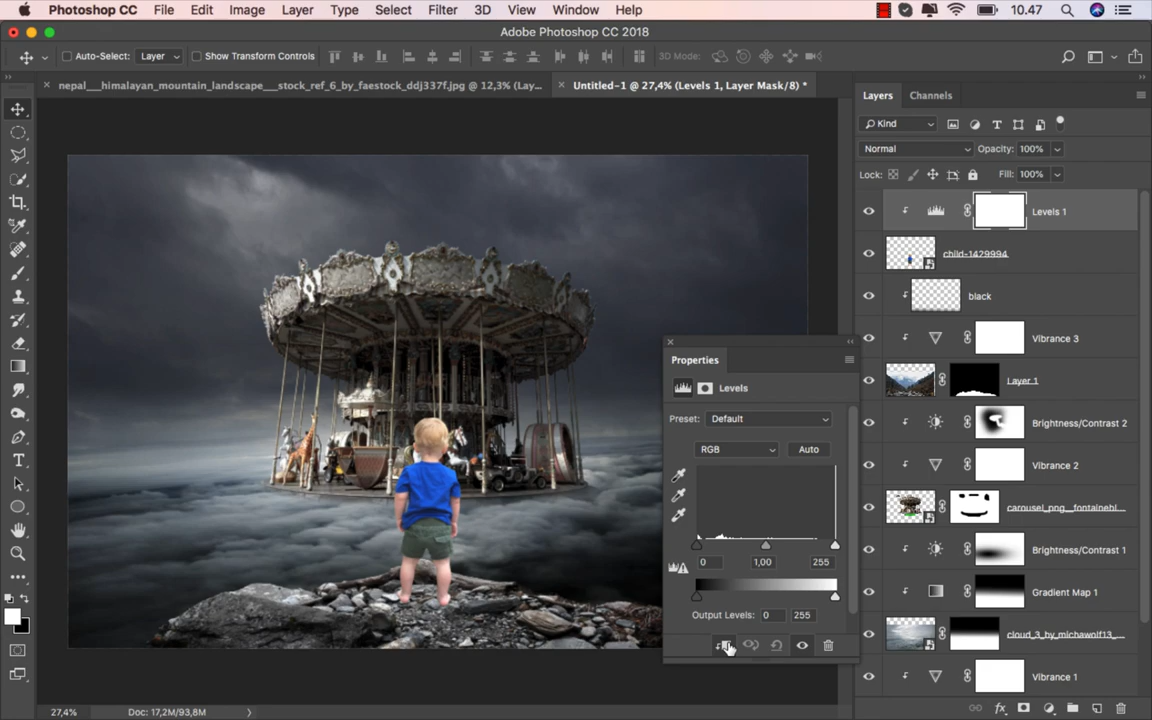 Photoshop CC File Edit Image Layer Type Select Filter 3D View Window Help 10.47
Adobe Photoshop CC 2018
Auto-Select: Layer Show Transform Controls 3D Mode:
nepal___himalayan_mountain_landscape___stock_ref_6_by_faestock_ddj337f.jpg @ 12,3% (Lay... Untitled-1 @ 27,4% (Levels 1, Layer Mask/8) *
Layers Channels
Kind
Normal Opacity: 100%
Lock: Fill: 100%
Levels 1
child-1429994
black
Vibrance 3
Layer 1
Brightness/Contrast 2
Vibrance 2
carousel_png__fontainebl...
Brightness/Contrast 1
Gradient Map 1
cloud_3_by_michawolf13_...
Vibrance 1
Properties
Levels
Preset: Default
RGB Auto
0 1,00 255
Output Levels: 0 255
27,4% Doc: 17,2M/93,8M